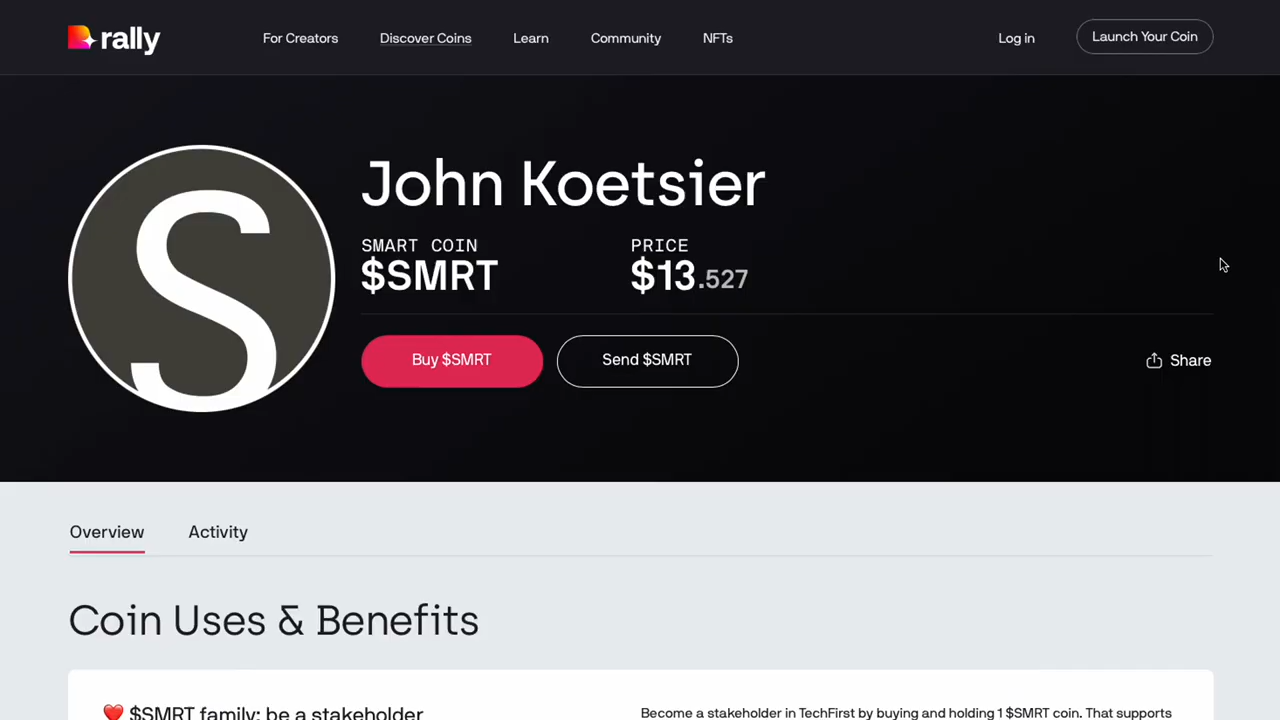 rally
For Creators Discover Coins Learn Community NFTs Log in Launch Your Coin
S
John Koetsier
SMART COIN PRICE
$SMRT $13.527
Buy $SMRT Send $SMRT Share
Overview Activity
Coin Uses & Benefits
❤️ $SMRT family: be a stakeholder
Become a stakeholder in TechFirst by buying and holding 1 $SMRT coin. That supports